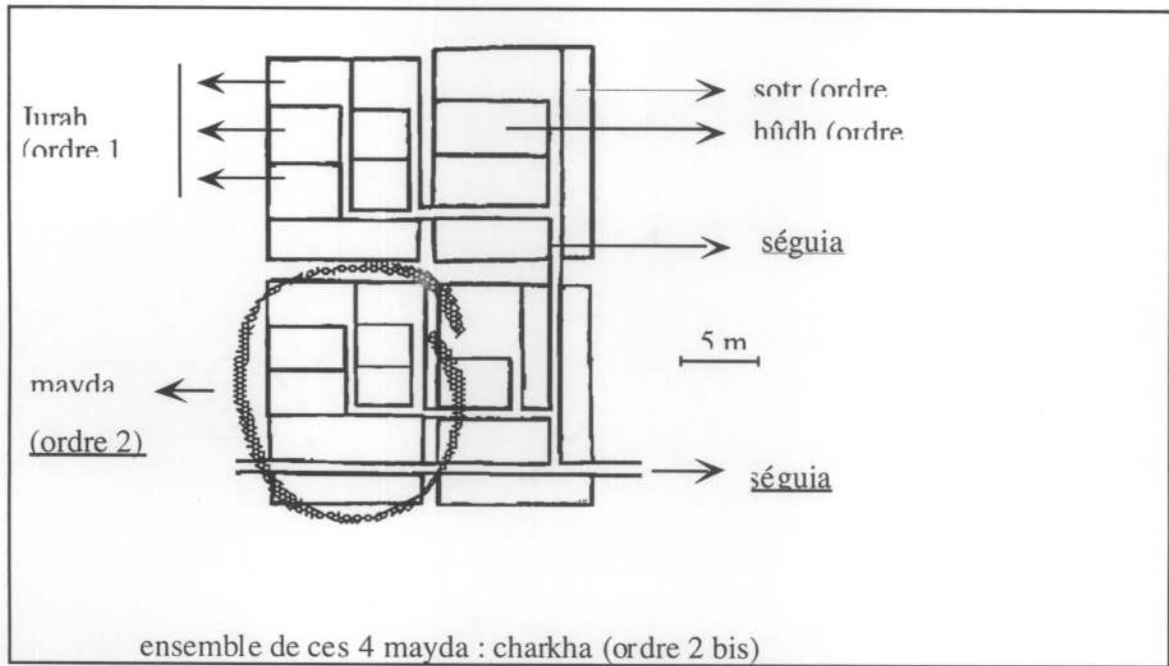 Jurah
(ordre 1
sotr (ordre
hûdh (ordre
séguia
5 m
mayda
(ordre 2)
séguia
ensemble de ces 4 mayda : charkha (ordre 2 bis)